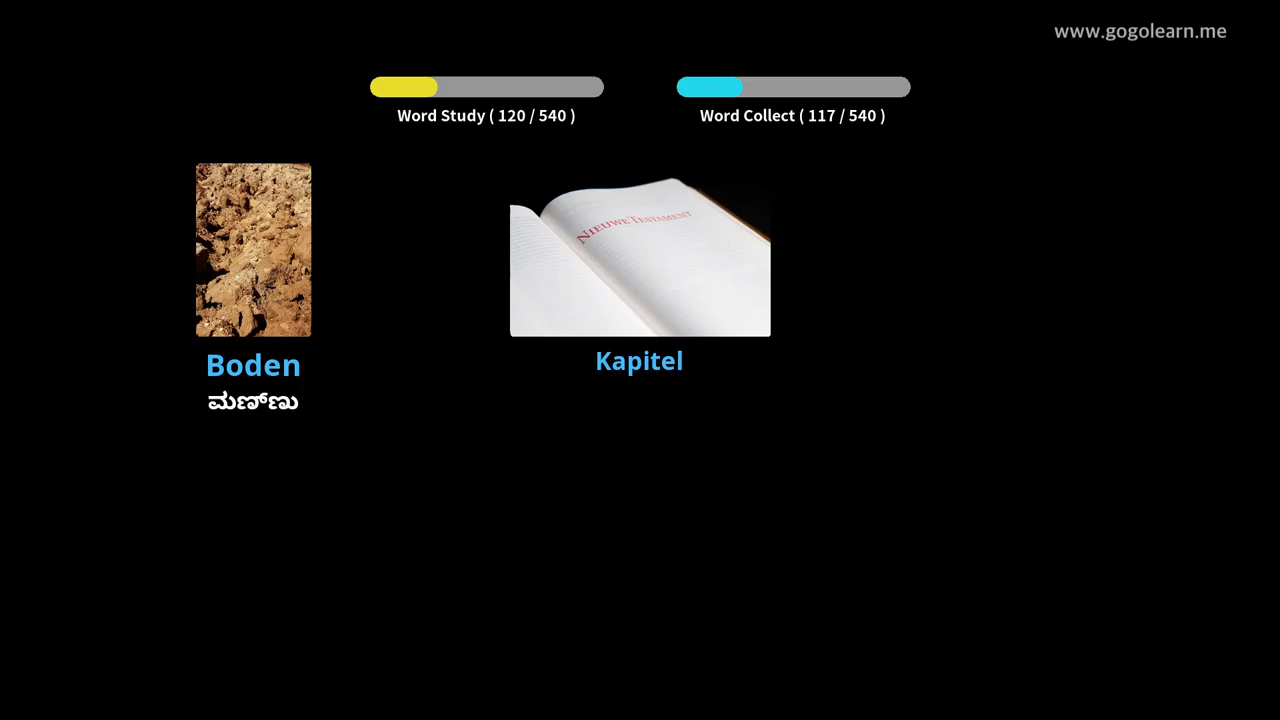 www.gogolearn.me
Word Study ( 120 / 540 )
Word Collect ( 117 / 540 )
NIEUWE TESTAMENT
Boden
Kapitel
ಮಣ್ಣು